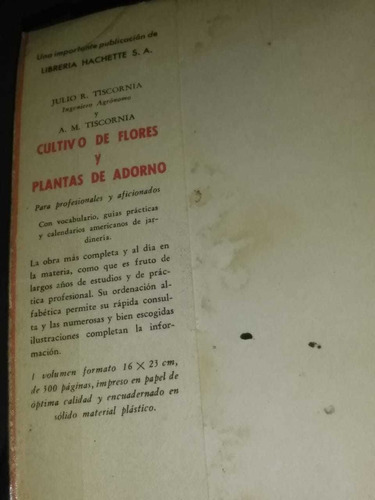 Una importante publicación de
LIBRERIA HACHETTE S. A.
JULIO R. TISCORNIA
Ingeniero Agrónomo
y
A. M. TISCORNIA
CULTIVO DE FLORES
y
PLANTAS DE ADORNO
Para profesionales y aficionados
Con vocabulario, guías prácticas
y calendarios americanos de jar-
dinería.
La obra más completa y al día en
la materia, como que es fruto de
largos años de estudios y de prác-
tica profesional. Su ordenación al-
fabética permite su rápida consul-
ta y las numerosas y bien escogidas
ilustraciones completan la infor-
mación.
1 volumen formato 16 X 23 cm,
de 500 páginas, impreso en papel de
óptima calidad y encuadernado en
sólido material plástico.